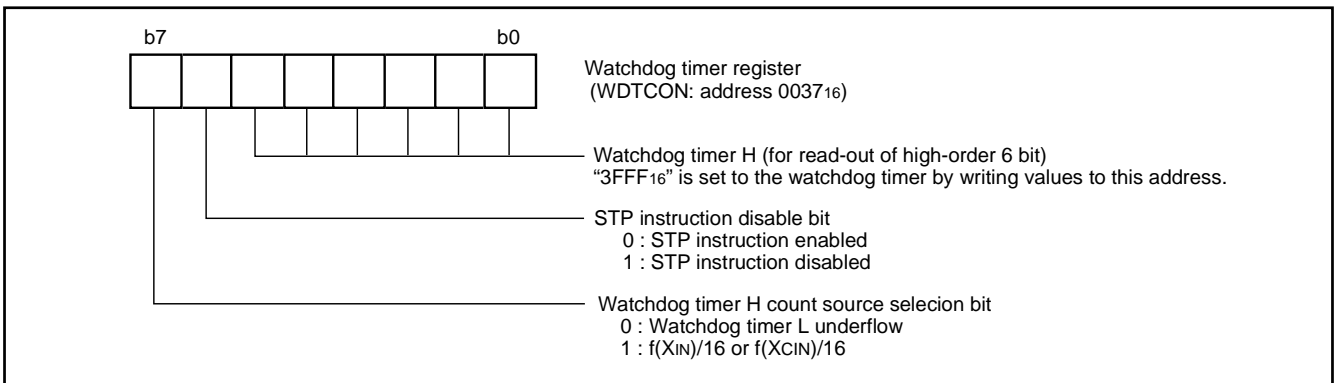 b7 b0
Watchdog timer register
(WDTCON: address 003716)
Watchdog timer H (for read-out of high-order 6 bit)
“3FFF16” is set to the watchdog timer by writing values to this address.
STP instruction disable bit
0 : STP instruction enabled
1 : STP instruction disabled
Watchdog timer H count source selecion bit
0 : Watchdog timer L underflow
1 : f(XIN)/16 or f(XCIN)/16